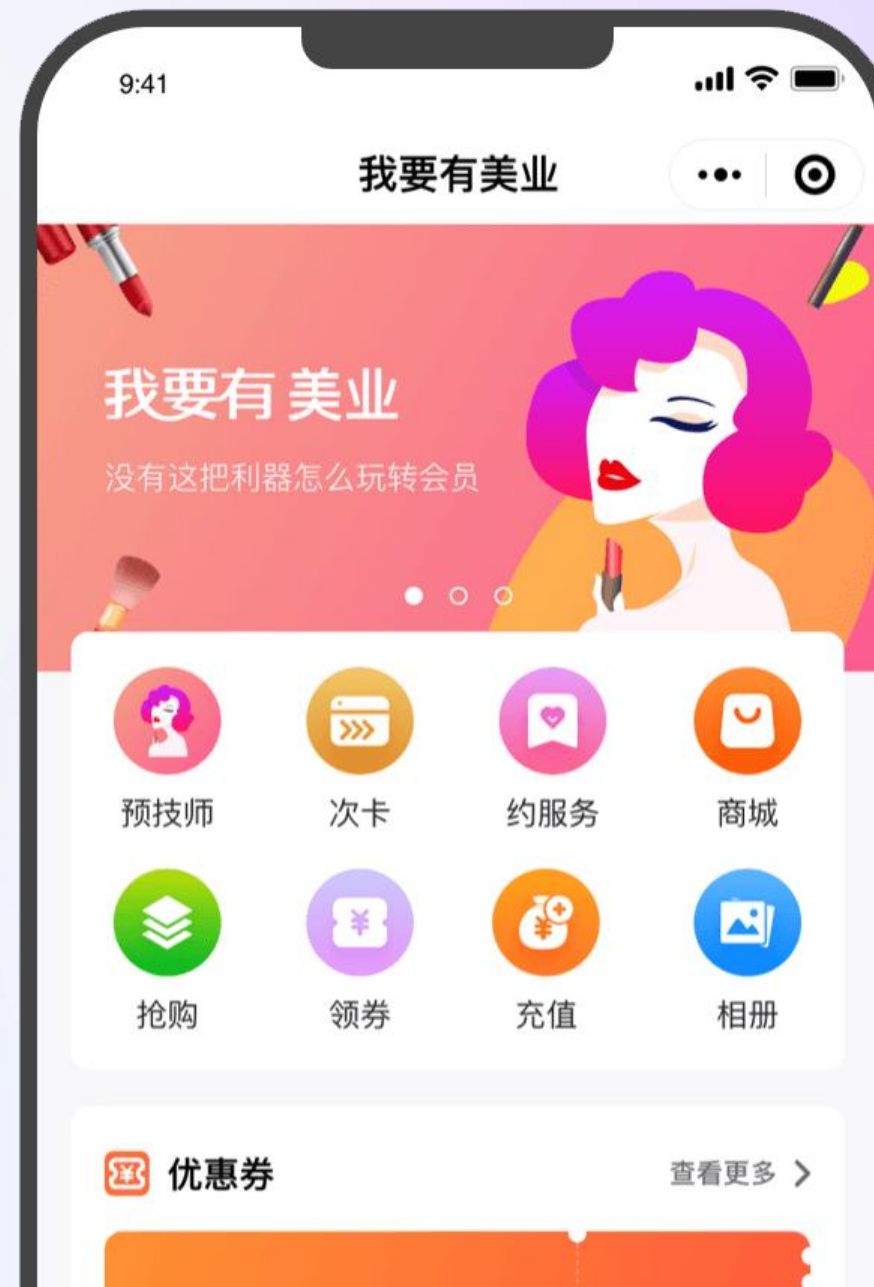 9:41
我要有美业
我要有美业
没有这把利器怎么玩转会员
预技师 次卡 约服务 商城
抢购 领券 充值 相册
优惠券 查看更多